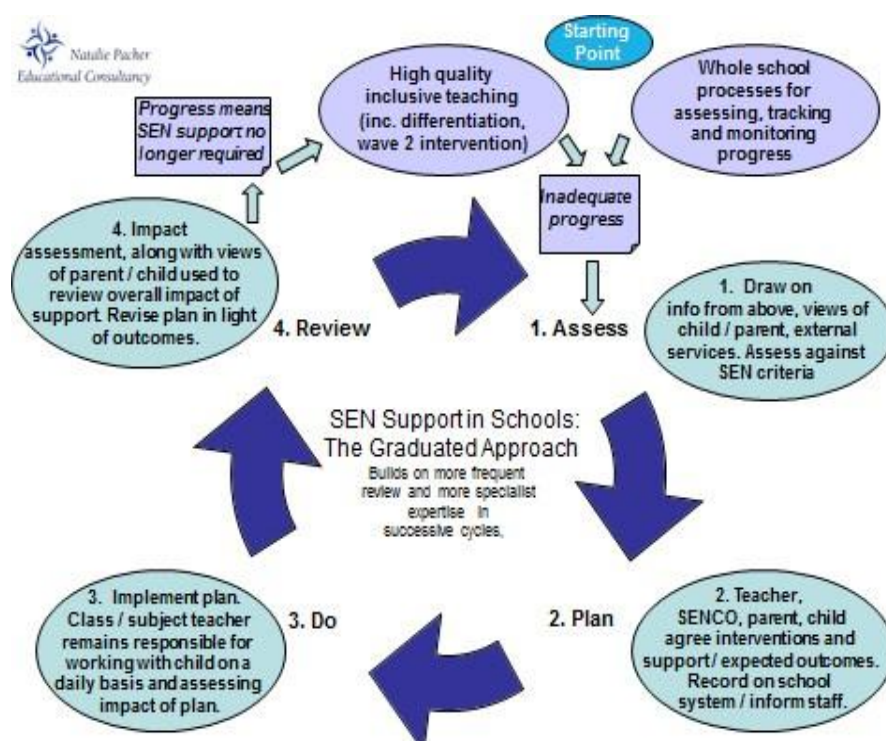 Natalie Packer
Educational Consultancy
Starting
Point
High quality
inclusive teaching
(inc. differentiation,
wave 2 intervention)
Whole school
processes for
assessing, tracking
and monitoring
progress
Progress means
SEN support no
longer required
Inadequate
progress
4. Impact
assessment, along with views
of parent / child used to
review overall impact of
support. Revise plan in light
of outcomes.
4. Review
1. Assess
1. Draw on
info from above, views of
child / parent, external
services. Assess against
SEN criteria
SEN Support in Schools:
The Graduated Approach
Builds on more frequent
review and more specialist
expertise in
successive cycles,
3. Implement plan.
Class / subject teacher
remains responsible for
working with child on a
daily basis and assessing
impact of plan.
3. Do
2. Plan
2. Teacher,
SENCO, parent, child
agree interventions and
support / expected outcomes.
Record on school
system / inform staff.